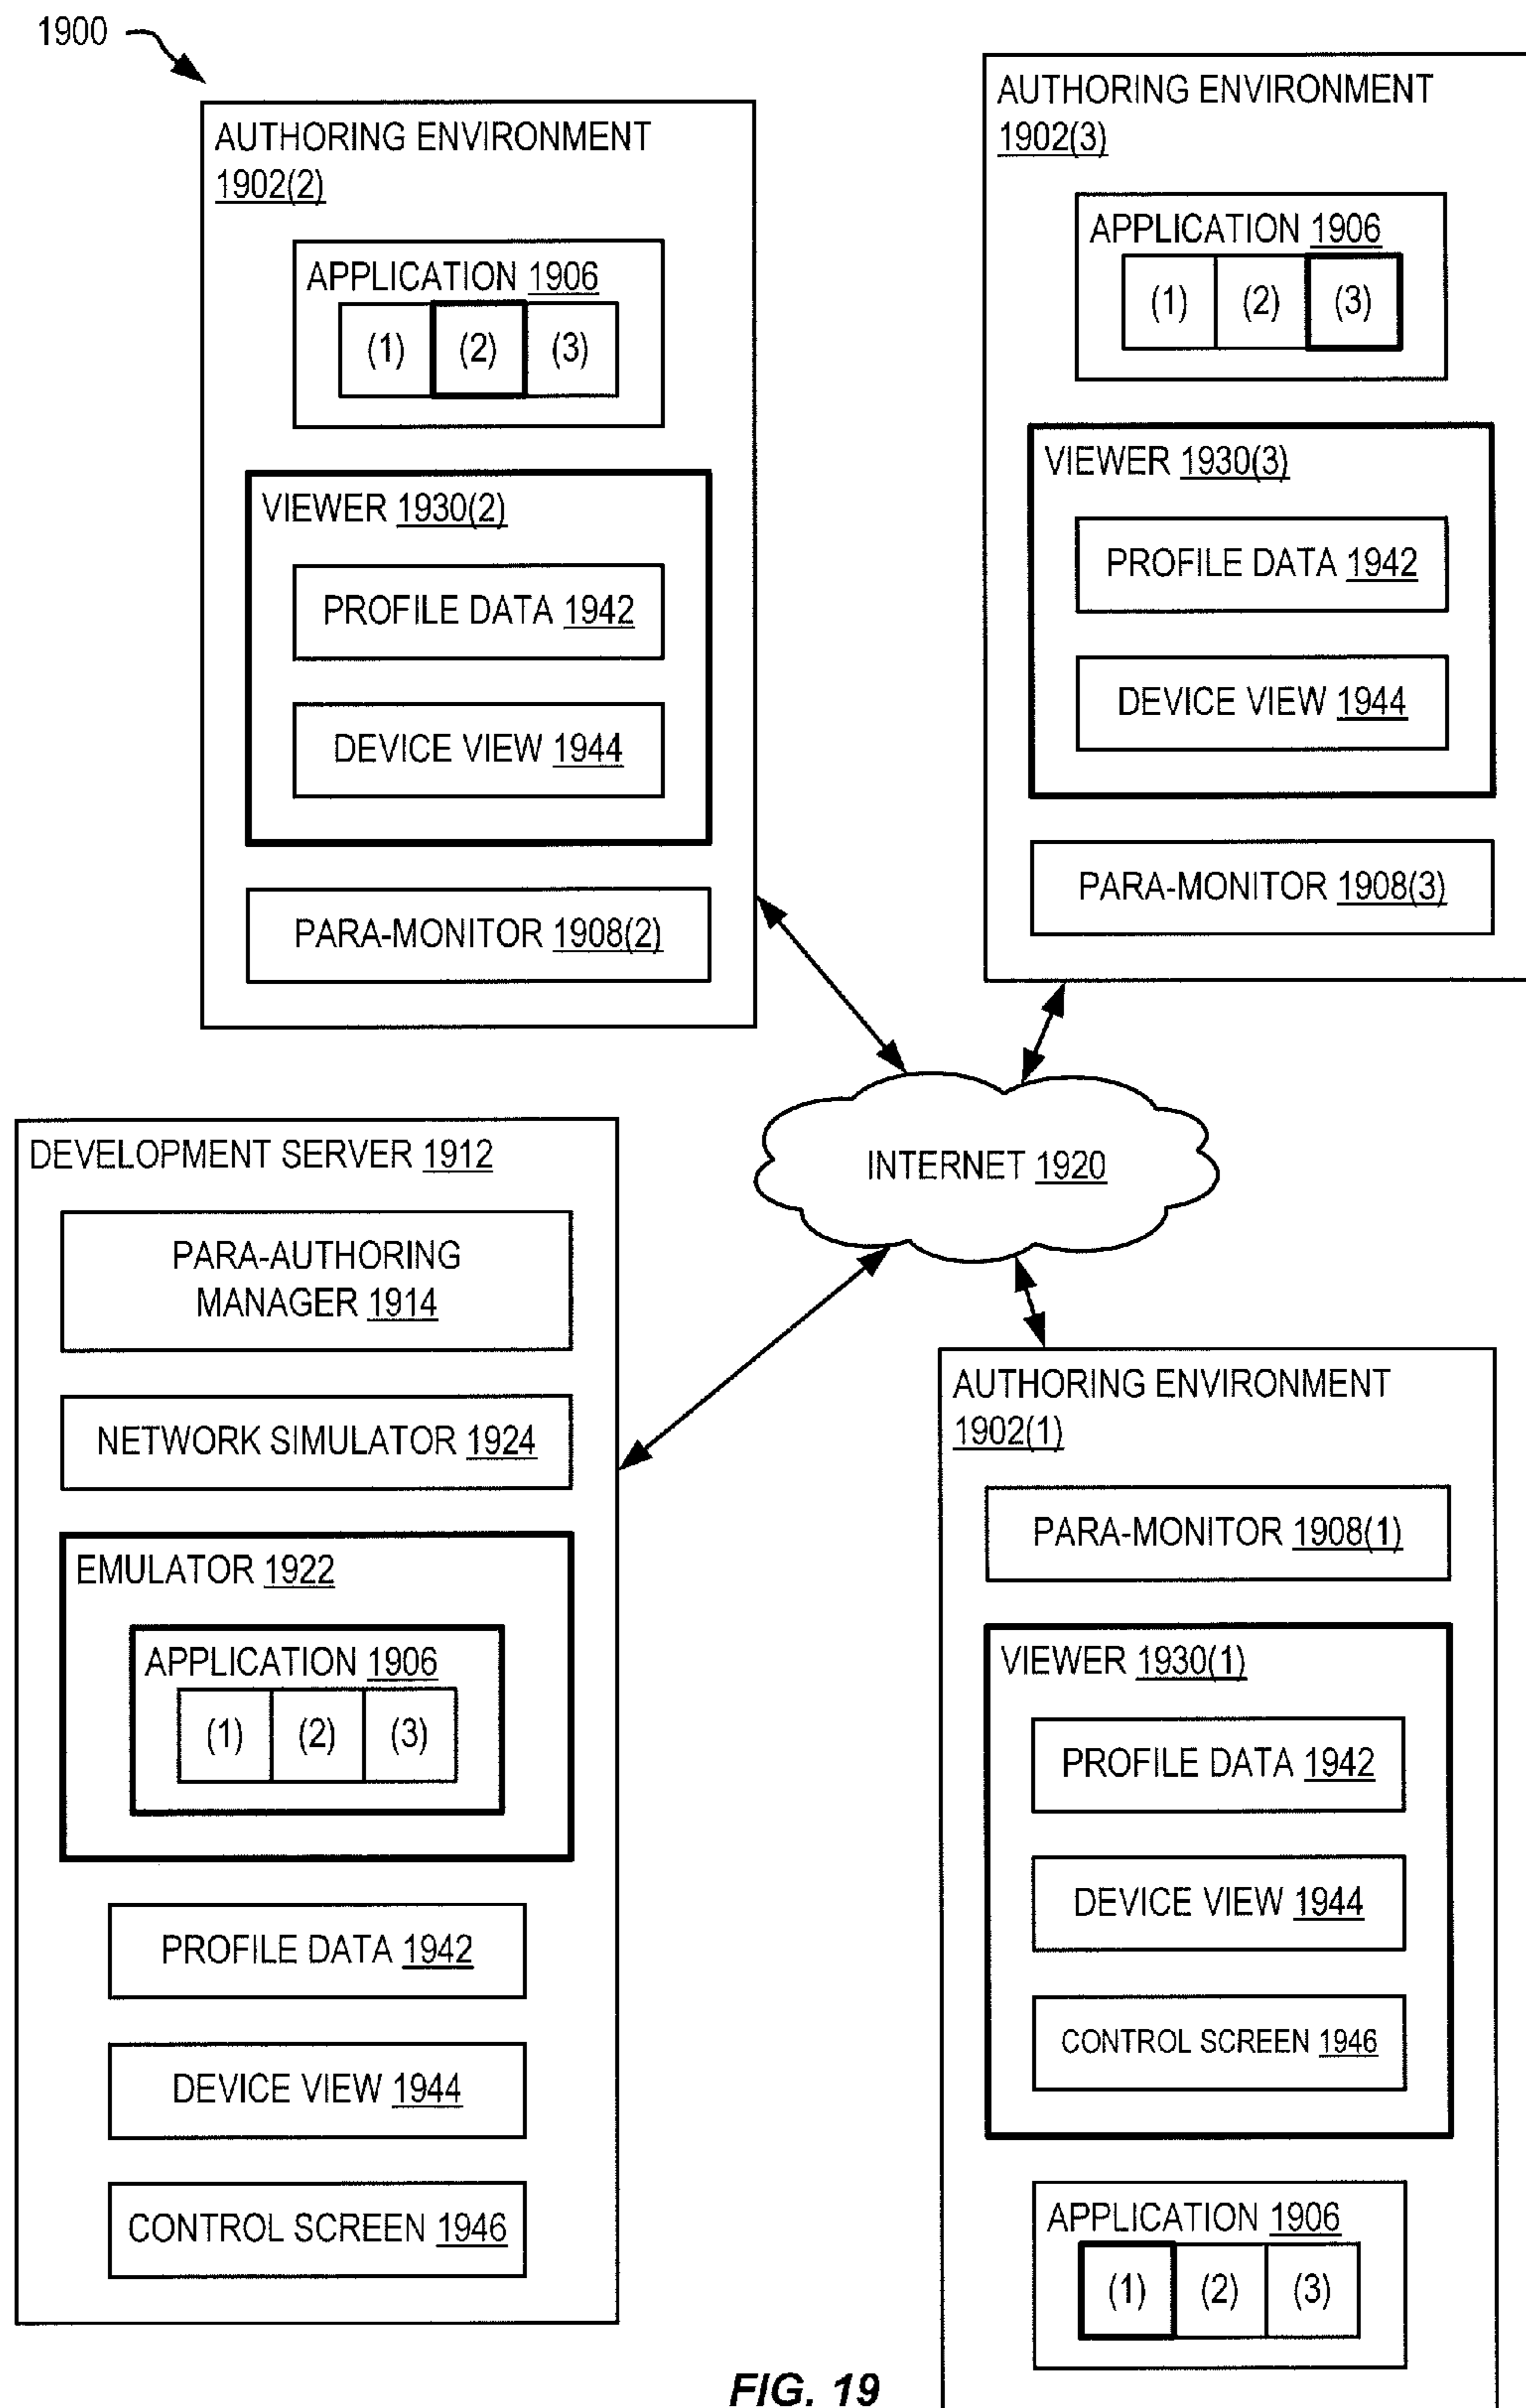 1900
AUTHORING ENVIRONMENT
1902(2)
APPLICATION 1906
(1) (2) (3)
VIEWER 1930(2)
PROFILE DATA 1942
DEVICE VIEW 1944
PARA-MONITOR 1908(2)
AUTHORING ENVIRONMENT
1902(3)
APPLICATION 1906
(1) (2) (3)
VIEWER 1930(3)
PROFILE DATA 1942
DEVICE VIEW 1944
PARA-MONITOR 1908(3)
INTERNET 1920
DEVELOPMENT SERVER 1912
PARA-AUTHORING
MANAGER 1914
NETWORK SIMULATOR 1924
EMULATOR 1922
APPLICATION 1906
(1) (2) (3)
PROFILE DATA 1942
DEVICE VIEW 1944
CONTROL SCREEN 1946
AUTHORING ENVIRONMENT
1902(1)
PARA-MONITOR 1908(1)
VIEWER 1930(1)
PROFILE DATA 1942
DEVICE VIEW 1944
CONTROL SCREEN 1946
APPLICATION 1906
(1) (2) (3)
FIG. 19